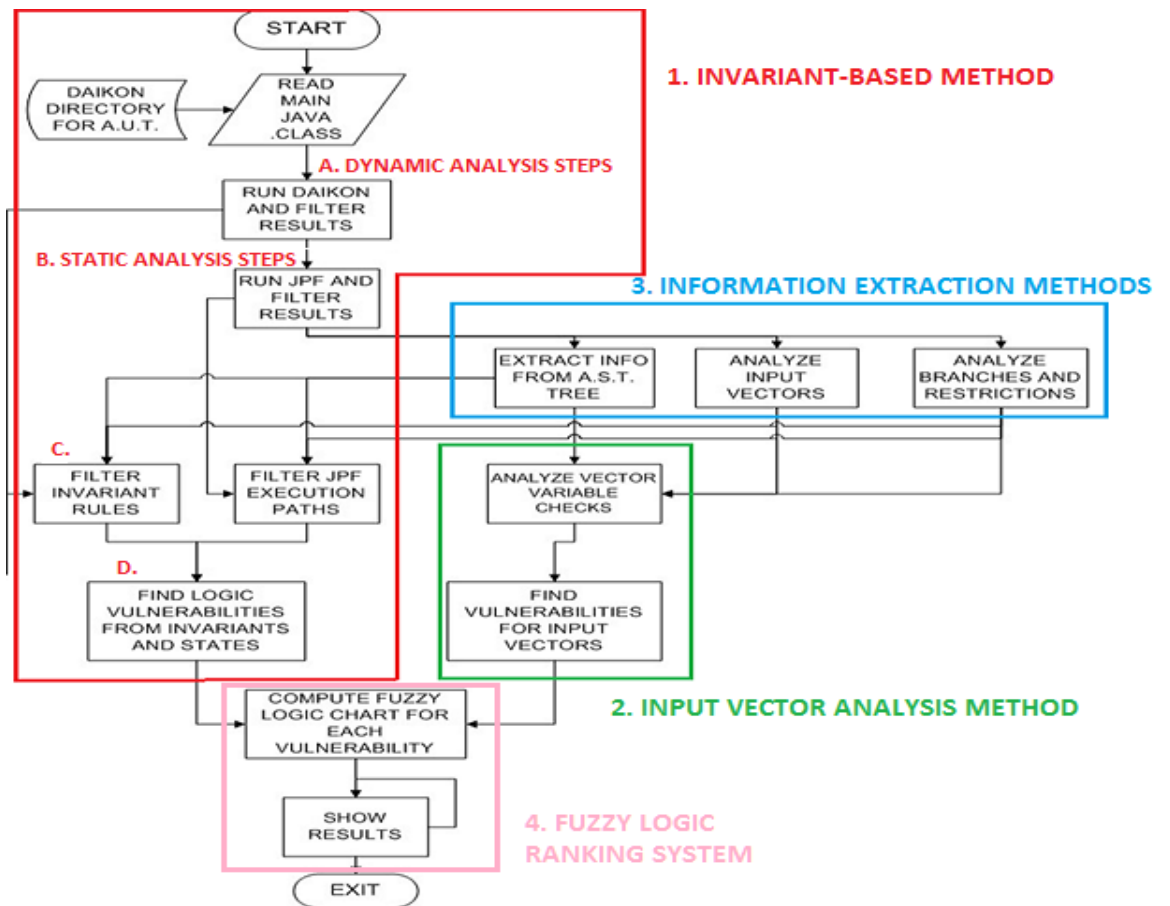 START
1. INVARIANT-BASED METHOD
DAIKON
DIRECTORY
FOR A.U.T.
READ
MAIN
JAVA
.CLASS
A. DYNAMIC ANALYSIS STEPS
RUN DAIKON
AND FILTER
RESULTS
B. STATIC ANALYSIS STEPS
RUN JPF AND
FILTER
RESULTS
3. INFORMATION EXTRACTION METHODS
EXTRACT INFO
FROM A.S.T.
TREE
ANALYZE
INPUT
VECTORS
ANALYZE
BRANCHES AND
RESTRICTIONS
C.
FILTER
INVARIANT
RULES
FILTER JPF
EXECUTION
PATHS
ANALYZE VECTOR
VARIABLE
CHECKS
D.
FIND LOGIC
VULNERABILITIES
FROM INVARIANTS
AND STATES
FIND
VULNERABILITIES
FOR INPUT
VECTORS
2. INPUT VECTOR ANALYSIS METHOD
COMPUTE FUZZY
LOGIC CHART FOR
EACH
VULNERABILITY
SHOW
RESULTS
4. FUZZY LOGIC
RANKING SYSTEM
EXIT